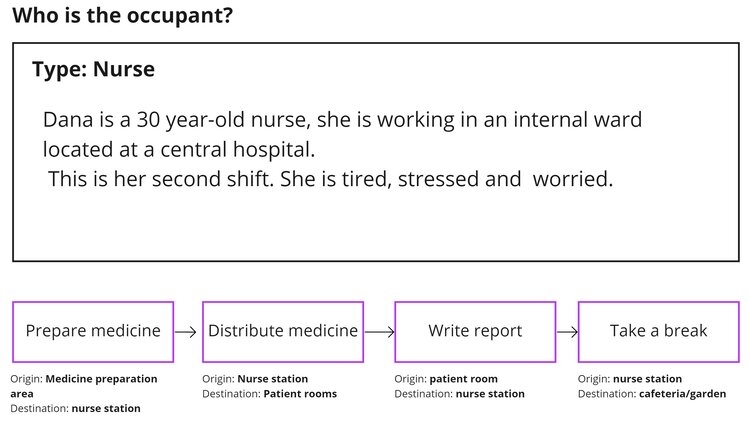 Who is the occupant?
Type: Nurse
Dana is a 30 year-old nurse, she is working in an internal ward
located at a central hospital.
This is her second shift. She is tired, stressed and  worried.
Prepare medicine
Distribute medicine
Write report
Take a break
Origin: Medicine preparation
area
Destination: nurse station
Origin: Nurse station
Destination: Patient rooms
Origin: patient room
Destination: nurse station
Origin: nurse station
Destination: cafeteria/garden